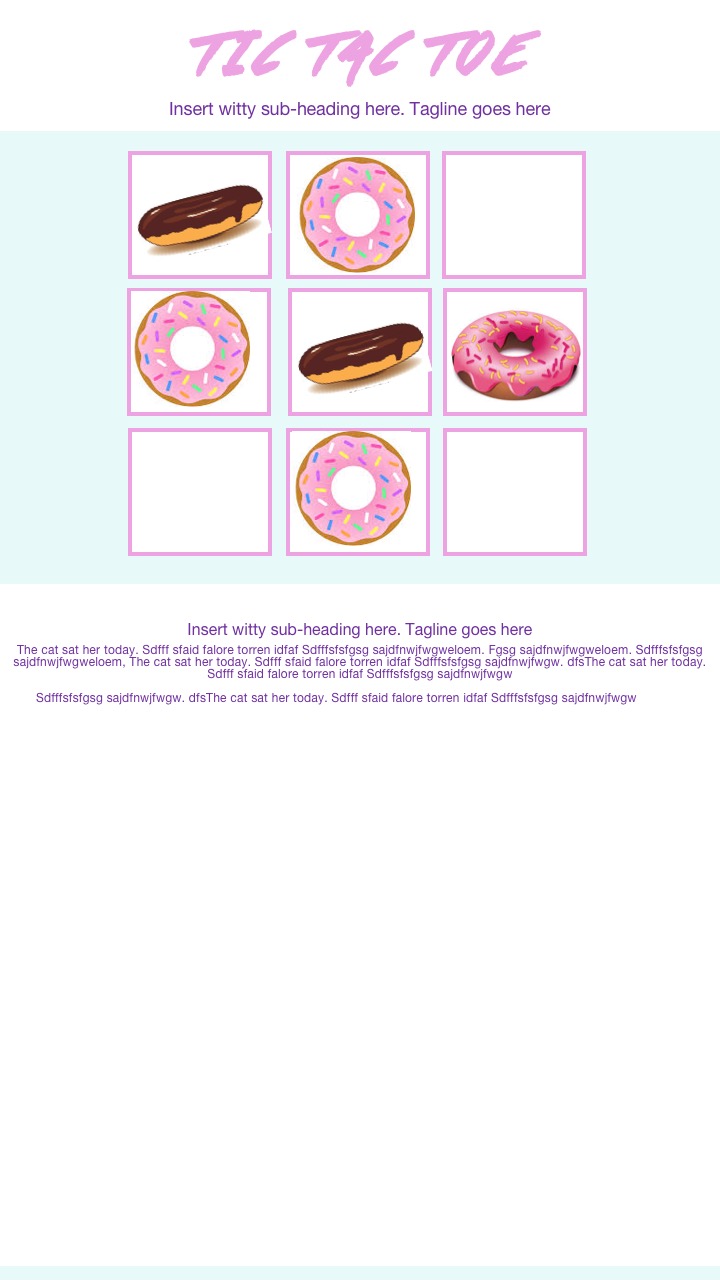 TIC TAC TOE
Insert witty sub-heading here. Tagline goes here
Insert witty sub-heading here. Tagline goes here
The cat sat her today. Sdfff sfaid falore torren idfaf Sdfffsfsfgsg sajdfnwjfwgweloem. Fgsg sajdfnwjfwgweloem. Sdfffsfsfgsg
sajdfnwjfwgweloem, The cat sat her today. Sdfff sfaid falore torren idfaf Sdfffsfsfgsg sajdfnwjfwgw. dfsThe cat sat her today.
Sdfff sfaid falore torren idfaf Sdfffsfsfgsg sajdfnwjfwgw
Sdfffsfsfgsg sajdfnwjfwgw. dfsThe cat sat her today. Sdfff sfaid falore torren idfaf Sdfffsfsfgsg sajdfnwjfwgw